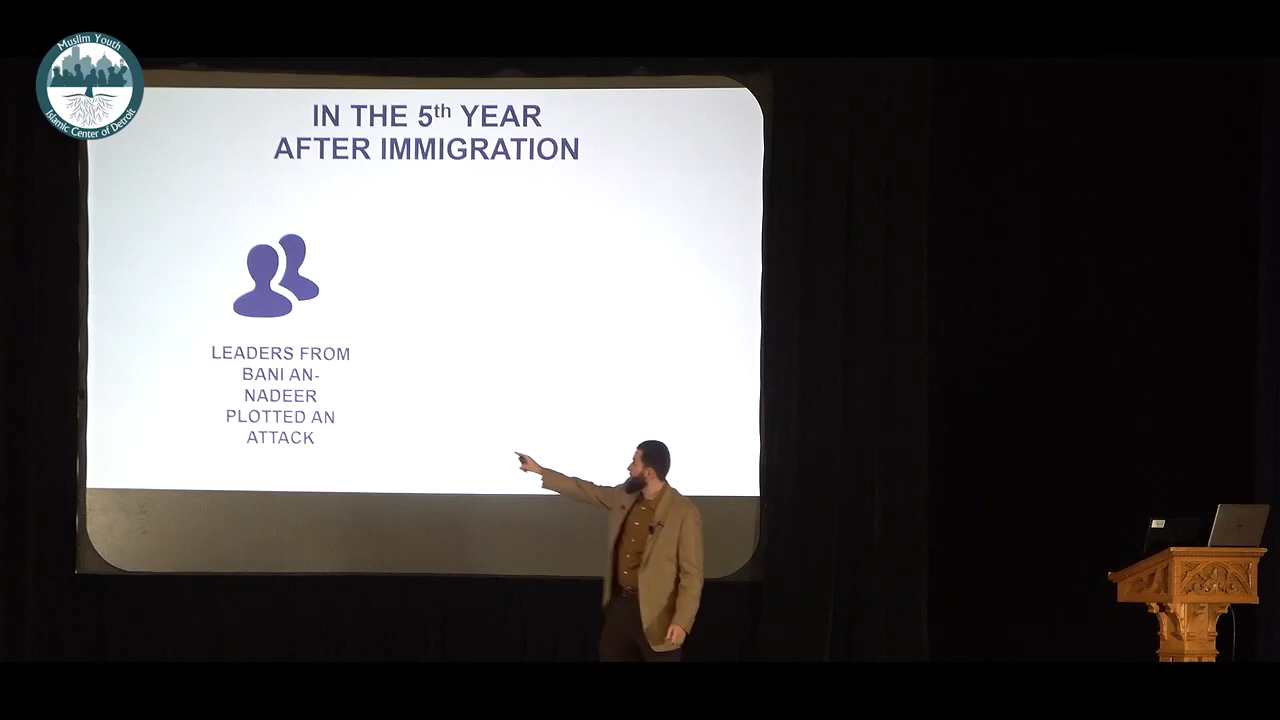 Muslim Youth
Islamic Center of Detroit
IN THE 5th YEAR
AFTER IMMIGRATION
LEADERS FROM
BANI AN-
NADEER
PLOTTED AN
ATTACK